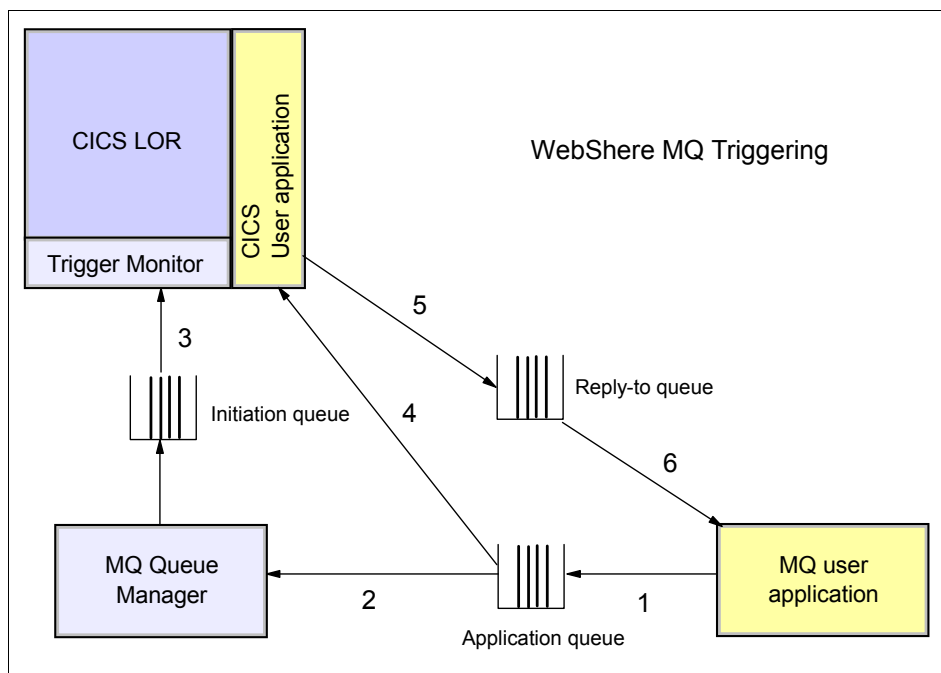 CICS LOR
CICS
User application
WebShere MQ Triggering
Trigger Monitor
5
3
Reply-to queue
Initiation queue
4
6
MQ Queue
Manager
MQ user
application
2
1
Application queue